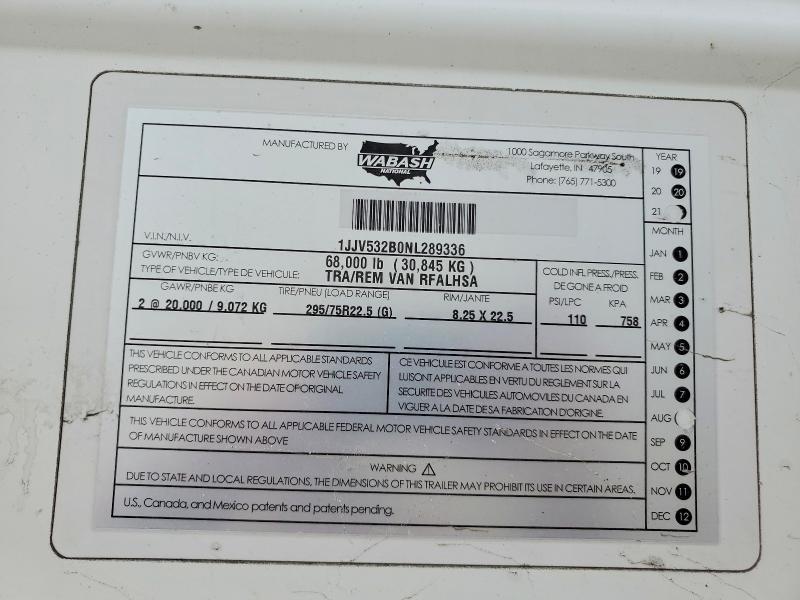 MANUFACTURED BY
WABASH
NATIONAL
1000 Sagamore Parkway South
Lafayette, IN 47905
Phone: (765) 771-5300
V.I.N./N.I.V.
1JJV532B0NL289336
GVWR/PNBV KG:
68,000 lb ( 30,845 KG )
TYPE OF VEHICLE/TYPE DE VEHICULE:
TRA/REM VAN RFALHSA
GAWR/PNBE KG
TIRE/PNEU (LOAD RANGE)
RIM/JANTE
COLD INFL PRESS./PRESS.
DE GONE A FROID
PSI/LPC KPA
2 @ 20.000 / 9.072 KG
295/75R22.5 (G)
8.25 X 22.5
110 758
THIS VEHICLE CONFORMS TO ALL APPLICABLE STANDARDS
PRESCRIBED UNDER THE CANADIAN MOTOR VEHICLE SAFETY
REGULATIONS IN EFFECT ON THE DATE OF ORIGINAL
MANUFACTURE.
CE VEHICULE EST CONFORME A TOUTES LES NORMES QUI
LUISONT APPLICABLES EN VERTU DU REGLEMENT SUR LA
SECURITE DES VEHICULES AUTOMOVILES DU CANADA EN
VIGUER A LA DATE DE SA FABRICATION D'ORIGINE.
THIS VEHICLE CONFORMS TO ALL APPLICABLE FEDERAL MOTOR VEHICLE SAFETY STANDARDS IN EFFECT ON THE DATE
OF MANUFACTURE SHOWN ABOVE
WARNING
DUE TO STATE AND LOCAL REGULATIONS, THE DIMENSIONS OF THIS TRAILER MAY PROHIBIT ITS USE IN CERTAIN AREAS.
U.S., Canada, and Mexico patents and patents pending.
YEAR
19 19
20 20
21
MONTH
JAN 1
FEB 2
MAR 3
APR 4
MAY 5
JUN 6
JUL 7
AUG
SEP 9
OCT 10
NOV 11
DEC 12